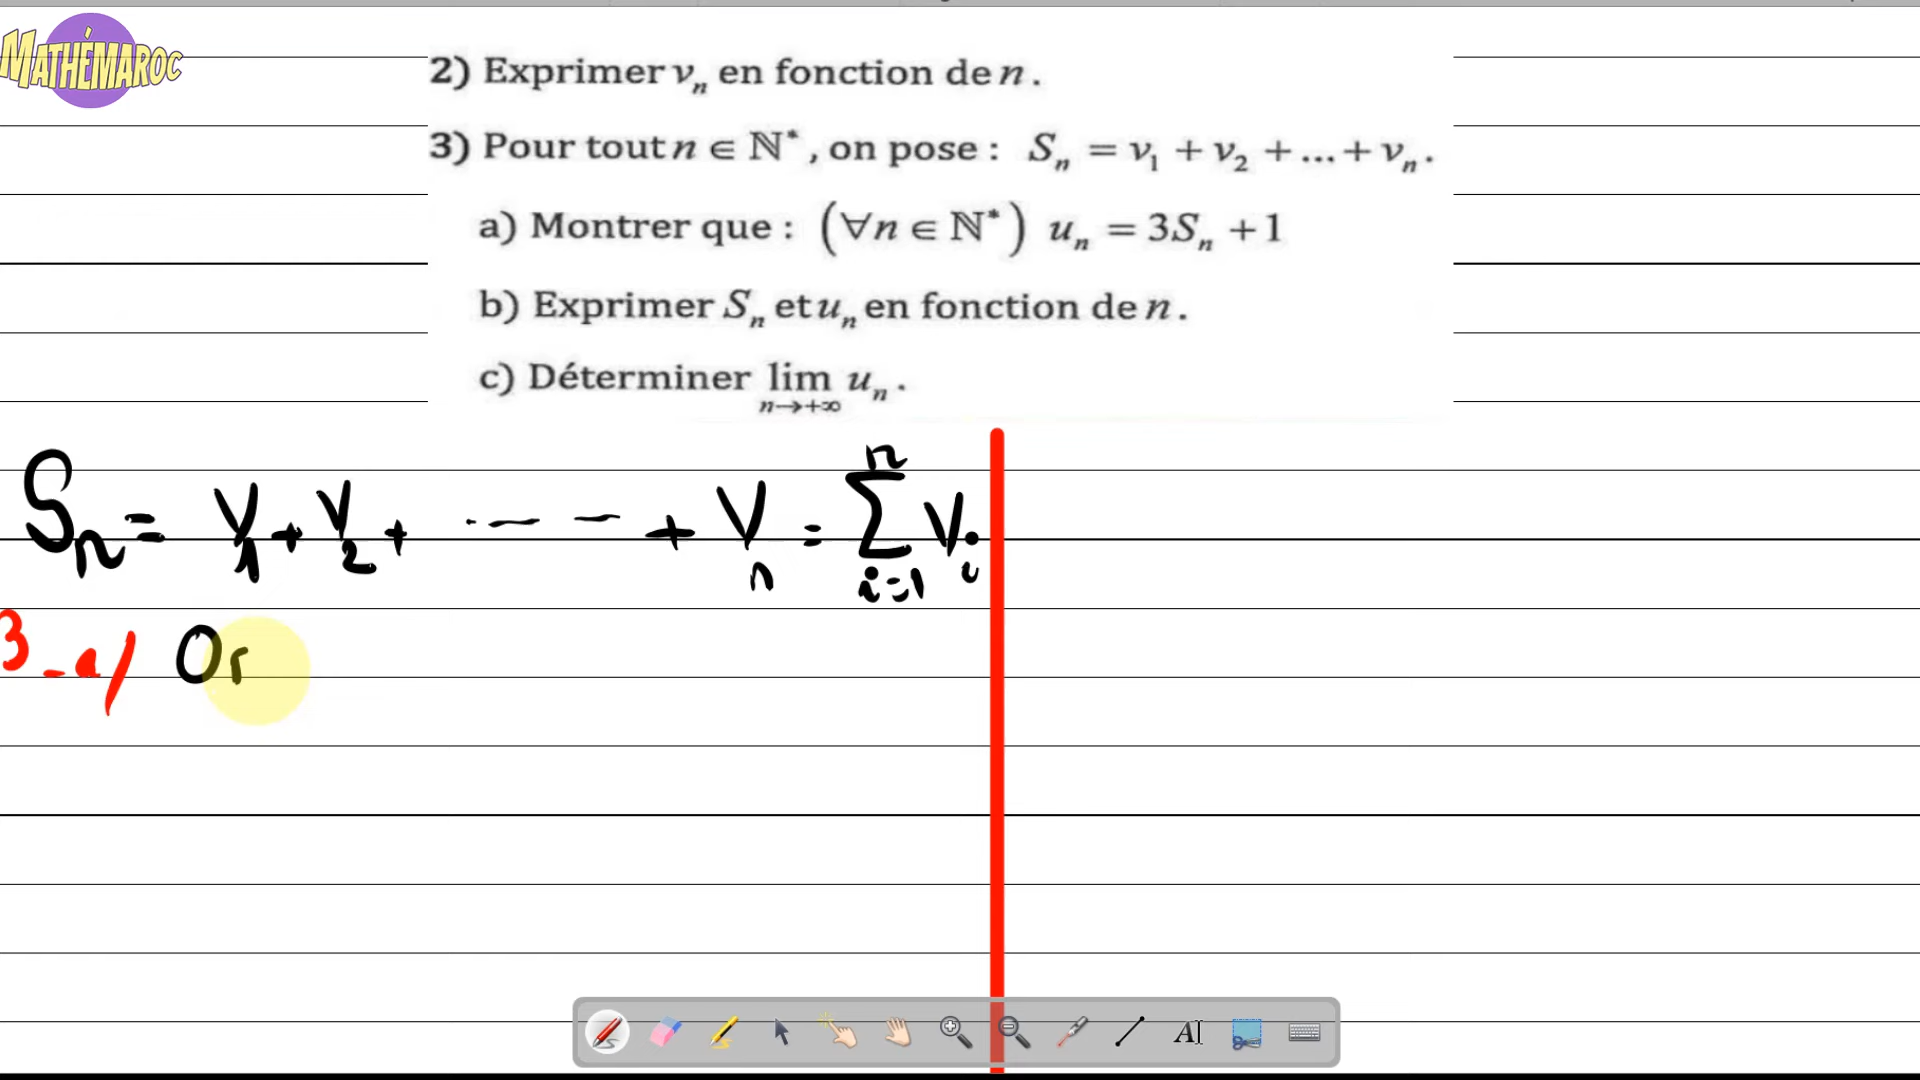 MATHÉMAROC
2) Exprimer vₙ en fonction de n.
3) Pour tout n ∈ ℕ*, on pose : Sₙ = v₁ + v₂ + ... + vₙ.
a) Montrer que : (∀n ∈ ℕ*) uₙ = 3Sₙ + 1
b) Exprimer Sₙ et uₙ en fonction de n.
c) Déterminer lim uₙ.
n→+∞
Sₙ = V₁ + V₂ + ---- + Vₙ = ∑ⁿᵢ₌₁ Vᵢ
3-a/ Or
A